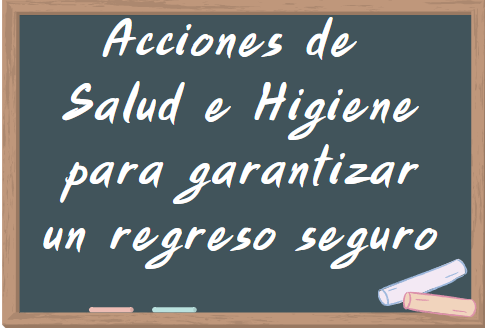 Acciones de
Salud e Higiene
para garantizar
un regreso seguro